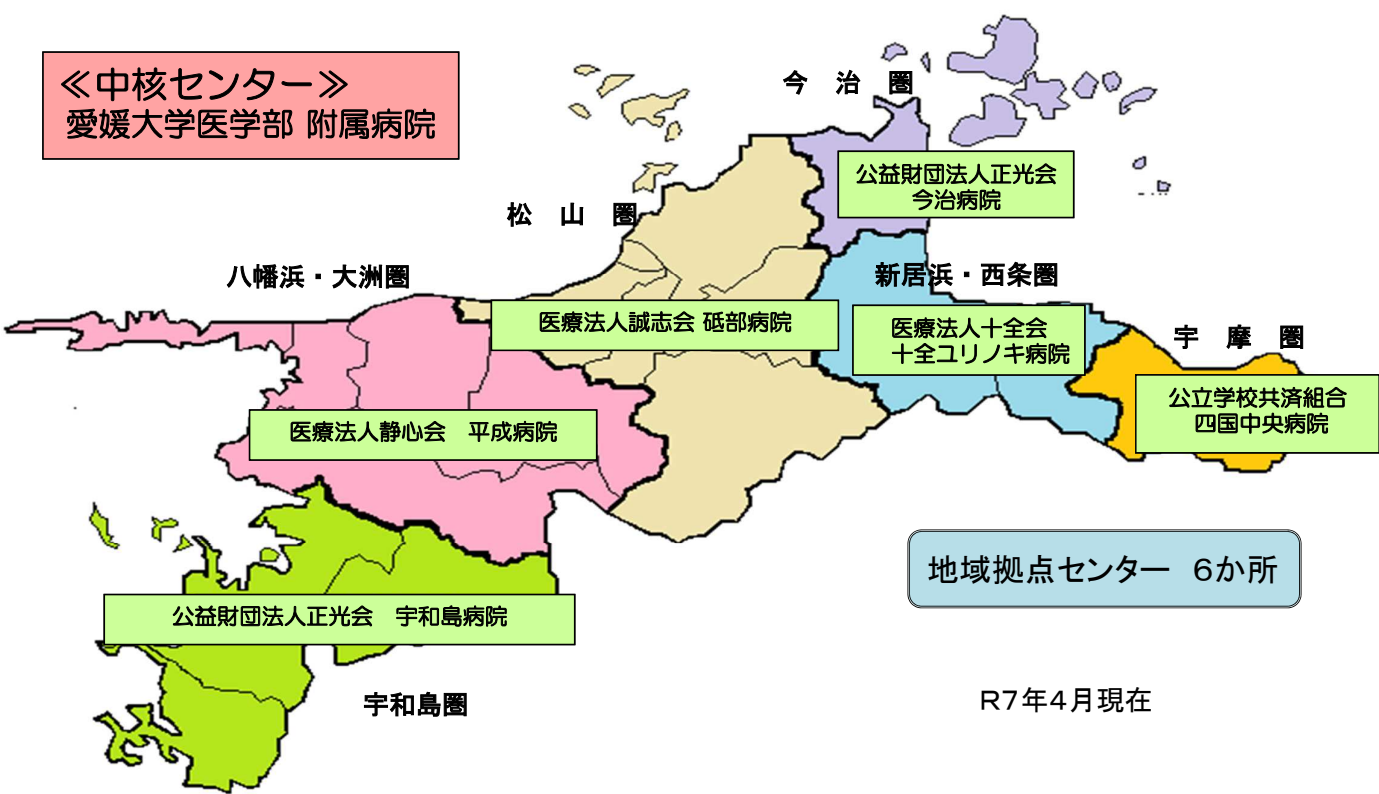 ≪中核センター≫
愛媛大学医学部 附属病院
今 治 圏
公益財団法人正光会
今治病院
松 山 圏
八幡浜・大洲圏
新居浜・西条圏
医療法人誠志会 砥部病院
医療法人十全会
十全ユリノキ病院
宇 摩 圏
公立学校共済組合
四国中央病院
医療法人静心会 平成病院
地域拠点センター 6か所
公益財団法人正光会 宇和島病院
宇和島圏
R7年4月現在